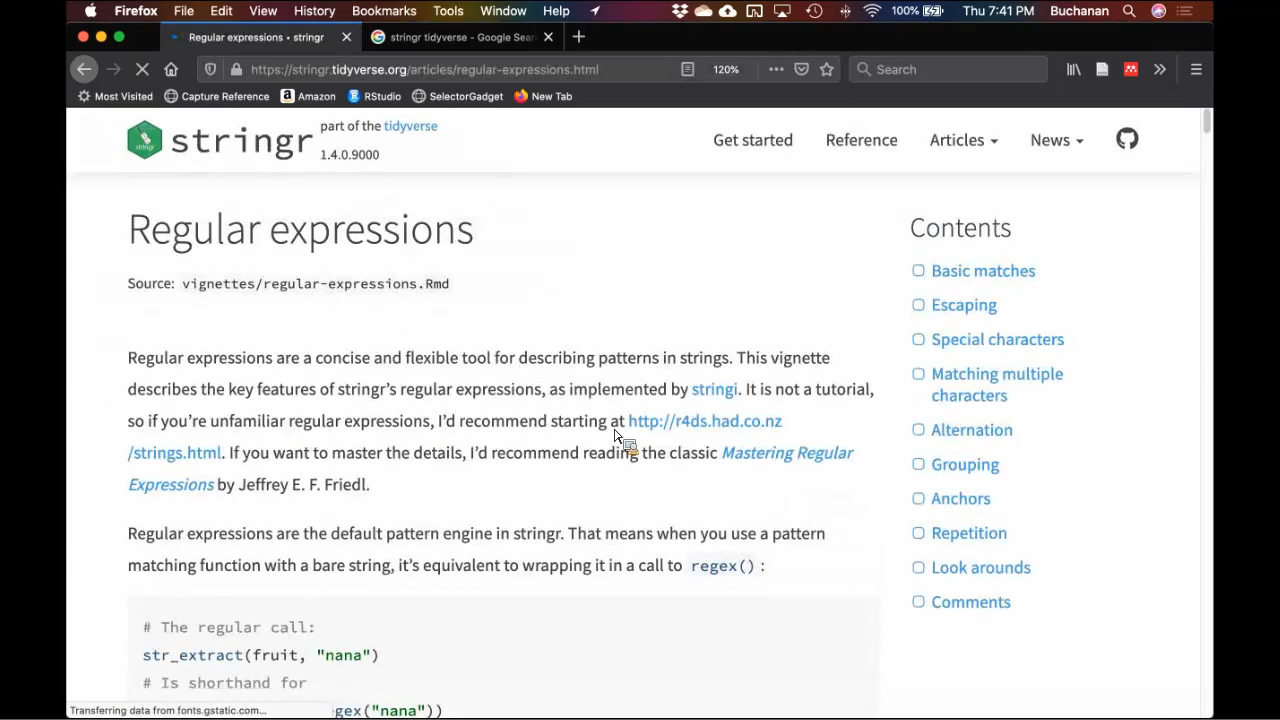 Firefox File Edit View History Bookmarks Tools Window Help 100% Thu 7:41 PM Buchanan
Regular expressions • stringr stringr tidyverse - Google Sear
https://stringr.tidyverse.org/articles/regular-expressions.html 120% Search
Most Visited Capture Reference Amazon RStudio SelectorGadget New Tab
stringr part of the tidyverse
1.4.0.9000
Get started Reference Articles News
Regular expressions
Source: vignettes/regular-expressions.Rmd
Regular expressions are a concise and flexible tool for describing patterns in strings. This vignette
describes the key features of stringr’s regular expressions, as implemented by stringi. It is not a tutorial,
so if you’re unfamiliar regular expressions, I’d recommend starting at http://r4ds.had.co.nz
/strings.html. If you want to master the details, I’d recommend reading the classic Mastering Regular
Expressions by Jeffrey E. F. Friedl.
Regular expressions are the default pattern engine in stringr. That means when you use a pattern
matching function with a bare string, it’s equivalent to wrapping it in a call to regex() :
# The regular call:
str_extract(fruit, "nana")
# Is shorthand for
gex("nana"))
Contents
Basic matches
Escaping
Special characters
Matching multiple
characters
Alternation
Grouping
Anchors
Repetition
Look arounds
Comments
Transferring data from fonts.gstatic.com...